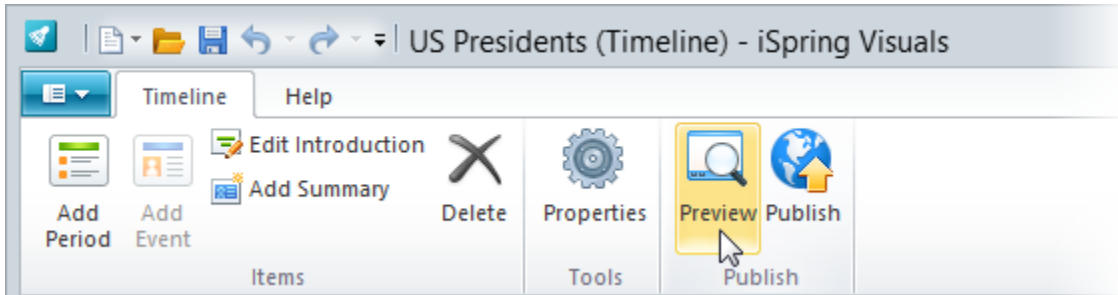 US Presidents (Timeline) - iSpring Visuals
Timeline Help
Edit Introduction
Add Summary
Add
Period
Add
Event
Delete
Properties
Preview
Publish
Items
Tools
Publish